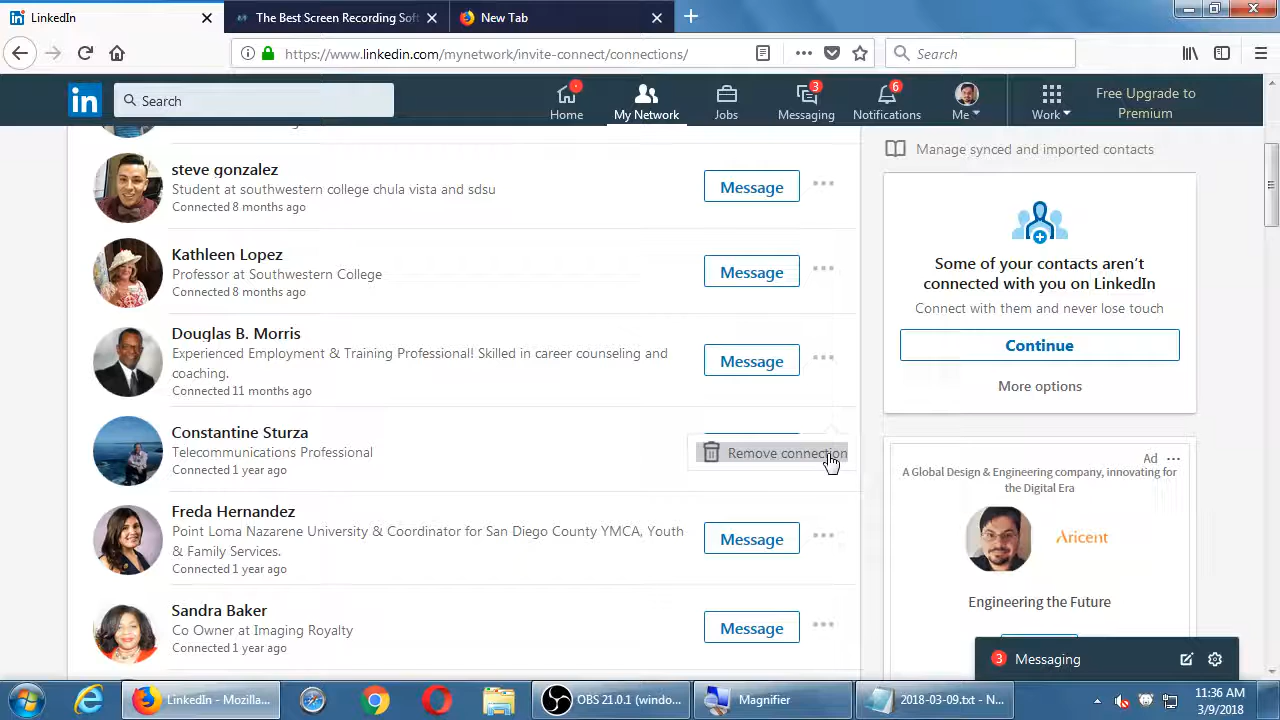 LinkedIn
The Best Screen Recording Soft
New Tab
https://www.linkedin.com/mynetwork/invite-connect/connections/
Search
in
Search
Home
My Network
Jobs
3
Messaging
6
Notifications
Me
Work
Free Upgrade to
Premium
steve gonzalez
Student at southwestern college chula vista and sdsu
Connected 8 months ago
Message
Kathleen Lopez
Professor at Southwestern College
Connected 8 months ago
Message
Douglas B. Morris
Experienced Employment & Training Professional! Skilled in career counseling and
coaching.
Connected 11 months ago
Message
Constantine Sturza
Telecommunications Professional
Connected 1 year ago
Remove connection
Freda Hernandez
Point Loma Nazarene University & Coordinator for San Diego County YMCA, Youth
& Family Services.
Connected 1 year ago
Message
Sandra Baker
Co Owner at Imaging Royalty
Connected 1 year ago
Message
Manage synced and imported contacts
Some of your contacts aren't
connected with you on LinkedIn
Connect with them and never lose touch
Continue
More options
Ad
A Global Design & Engineering company, innovating for
the Digital Era
Aricent
Engineering the Future
3 Messaging
LinkedIn - Mozilla...
OBS 21.0.1 (windo...
Magnifier
2018-03-09.txt - N...
11:36 AM
3/9/2018